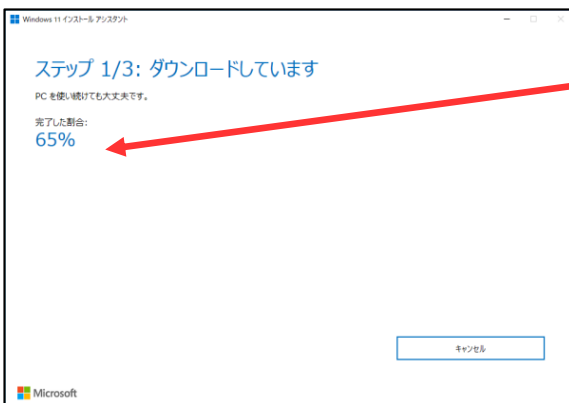 Windows 11 インストール アシスタント
ステップ 1/3: ダウンロードしています
PC を使い続けても大丈夫です。
完了した割合:
65%
キャンセル
Microsoft